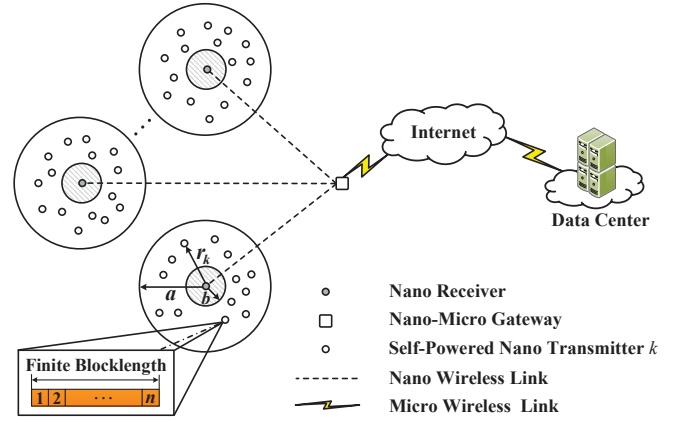 Internet
Data Center
r_k
a
b
Finite Blocklength
1 2 ··· n
Nano Receiver
Nano-Micro Gateway
Self-Powered Nano Transmitter k
Nano Wireless Link
Micro Wireless Link